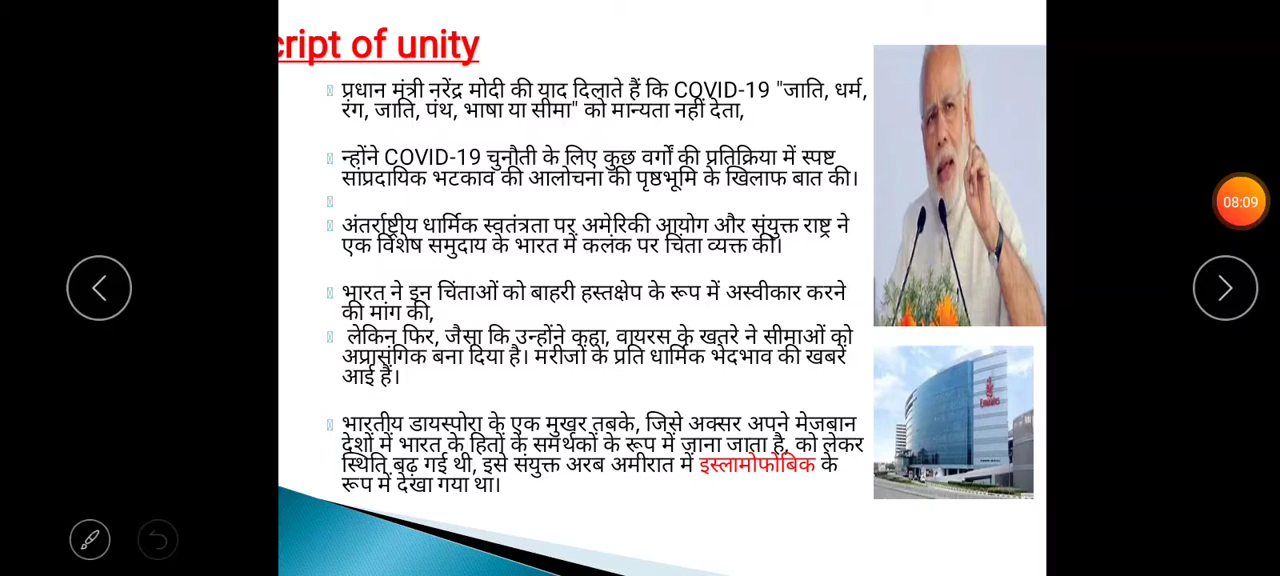 cript of unity
प्रधान मंत्री नरेंद्र मोदी की याद दिलाते हैं कि COVID-19 "जाति, धर्म,
रंग, जाति, पंथ, भाषा या सीमा" को मान्यता नहीं देता,
न्होंने COVID-19 चुनौती के लिए कुछ वर्गों की प्रतिक्रिया में स्पष्ट
सांप्रदायिक भटकाव की आलोचना की पृष्ठभूमि के खिलाफ बात की।
अंतर्राष्ट्रीय धार्मिक स्वतंत्रता पर अमेरिकी आयोग और संयुक्त राष्ट्र ने
एक विशेष समुदाय के भारत में कलंक पर चिंता व्यक्त की।
भारत ने इन चिंताओं को बाहरी हस्तक्षेप के रूप में अस्वीकार करने
की मांग की,
लेकिन फिर, जैसा कि उन्होंने कहा, वायरस के खतरे ने सीमाओं को
अप्रासंगिक बना दिया है। मरीजों के प्रति धार्मिक भेदभाव की खबरें
आई हैं।
भारतीय डायस्पोरा के एक मुखर तबके, जिसे अक्सर अपने मेजबान
देशों में भारत के हितों के समर्थकों के रूप में जाना जाता है, को लेकर
स्थिति बढ़ गई थी, इसे संयुक्त अरब अमीरात में इस्लामोफोबिक के
रूप में देखा गया था।
Emirates
08:09